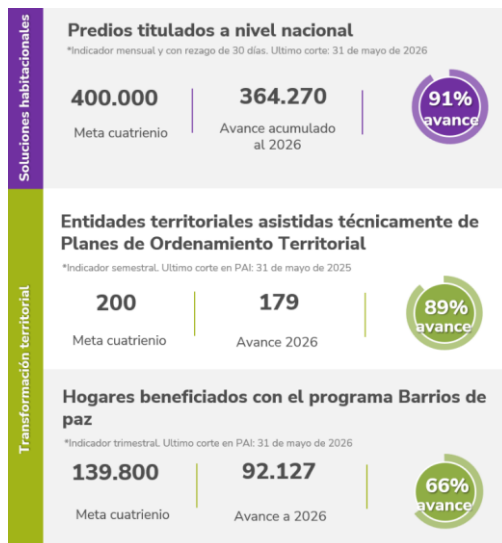 Soluciones habitacionales
Predios titulados a nivel nacional
*Indicador mensual y con rezago de 30 días. Ultimo corte: 31 de mayo de 2026
400.000
Meta cuatrienio
364.270
Avance acumulado
al 2026
91%
avance
Transformación territorial
Entidades territoriales asistidas técnicamente de
Planes de Ordenamiento Territorial
*Indicador semestral. Ultimo corte en PAI: 31 de mayo de 2025
200
Meta cuatrienio
179
Avance 2026
89%
avance
Hogares beneficiados con el programa Barrios de
paz
*Indicador trimestral. Ultimo corte en PAI: 31 de mayo de 2026
139.800
Meta cuatrienio
92.127
Avance a 2026
66%
avance